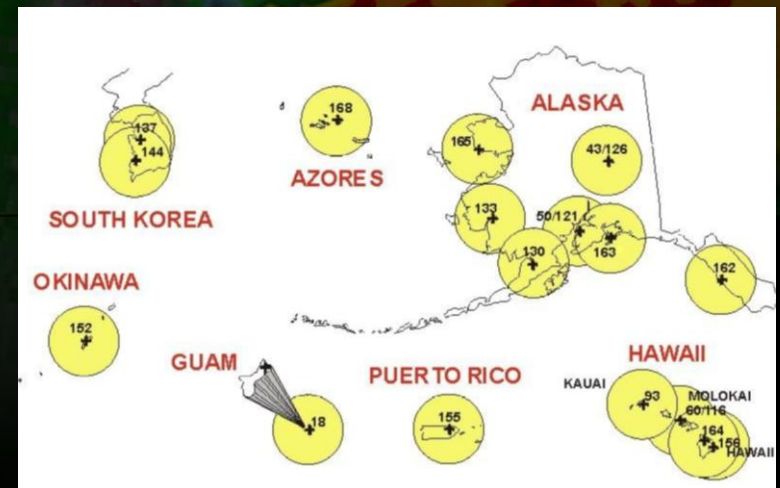 ALASKA
168
137
165
43/126
144
AZORES
133
50/121
SOUTH KOREA
163
130
162
OKINAWA
152
HAWAII
GUAM
PUERTO RICO
KAUAI
93
MOLOKAI
60/116
18
155
164
156
HAWAII